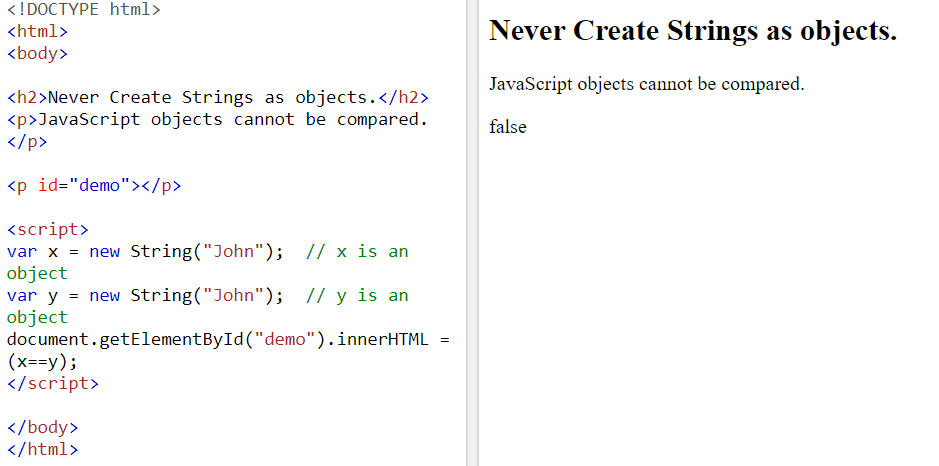 <!DOCTYPE html>
<html>
<body>
<h2>Never Create Strings as objects.</h2>
<p>JavaScript objects cannot be compared.
</p>
<p id="demo"></p>
<script>
var x = new String("John");  // x is an
object
var y = new String("John");  // y is an
object
document.getElementById("demo").innerHTML =
(x==y);
</script>
</body>
</html>
Never Create Strings as objects.
JavaScript objects cannot be compared.
false